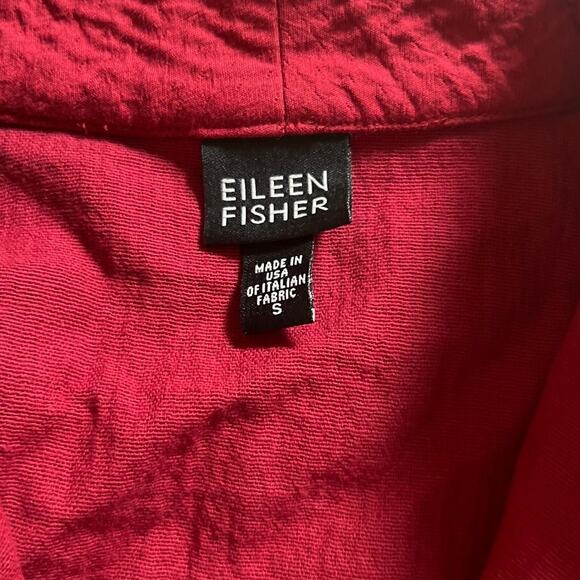 EILEEN
FISHER
MADE IN
USA
OF ITALIAN
FABRIC
S